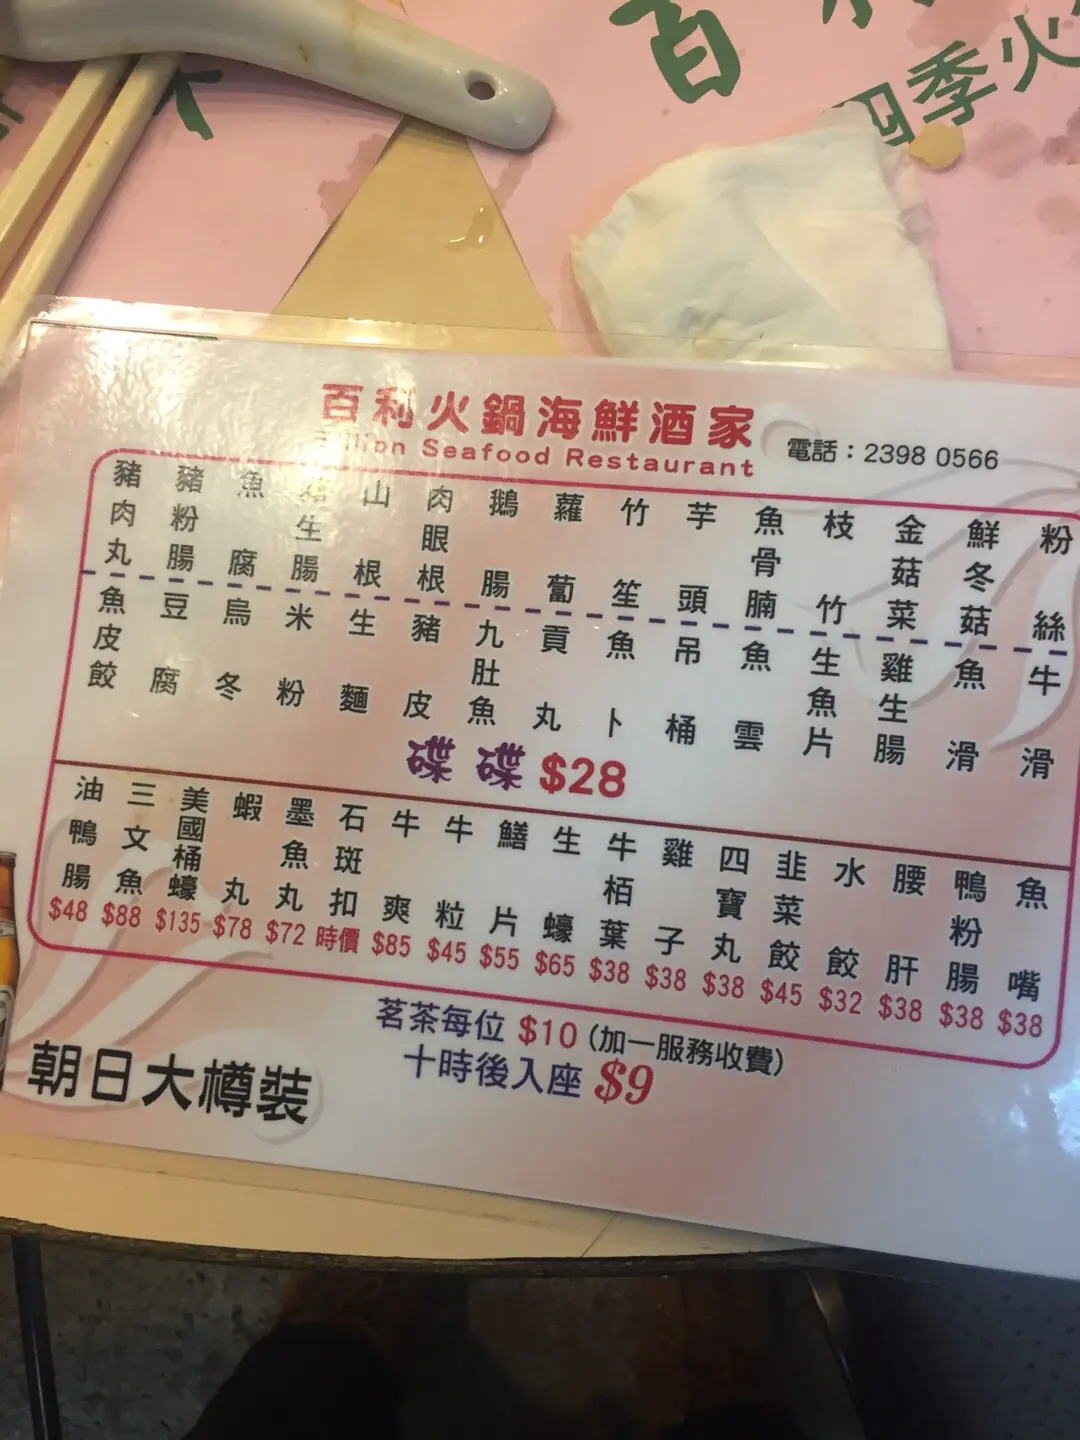 百
四季火
百利火鍋海鮮酒家
電話：2398 0566
Seafood Restaurant
粉絲
鮮冬菇
金菇菜
枝竹
魚骨腩
芋頭
竹笙
蘿蔔
鵝腸
肉眼根
山根
生腸
魚腐
豬粉腸
豬肉丸
牛滑
魚滑
雞生腸
生魚片
魚雲
吊桶
魚卜
貢丸
九肚魚
豬皮
生麵
米粉
烏冬
豆腐
魚皮餃
碟碟 $28
魚嘴 $38
鴨粉腸 $38
腰肝 $38
水餃 $32
韭菜餃 $45
四寶丸 $38
雞子 $38
牛栢葉 $38
生蠔 $65
鱔片 $55
牛粒 $45
牛爽 $85
石斑扣 時價
墨魚丸 $72
蝦丸 $78
美國桶蠔 $135
三文魚 $88
油鴨腸 $48
茗茶每位 $10 (加一服務收費)
十時後入座 $9
朝日大樽裝